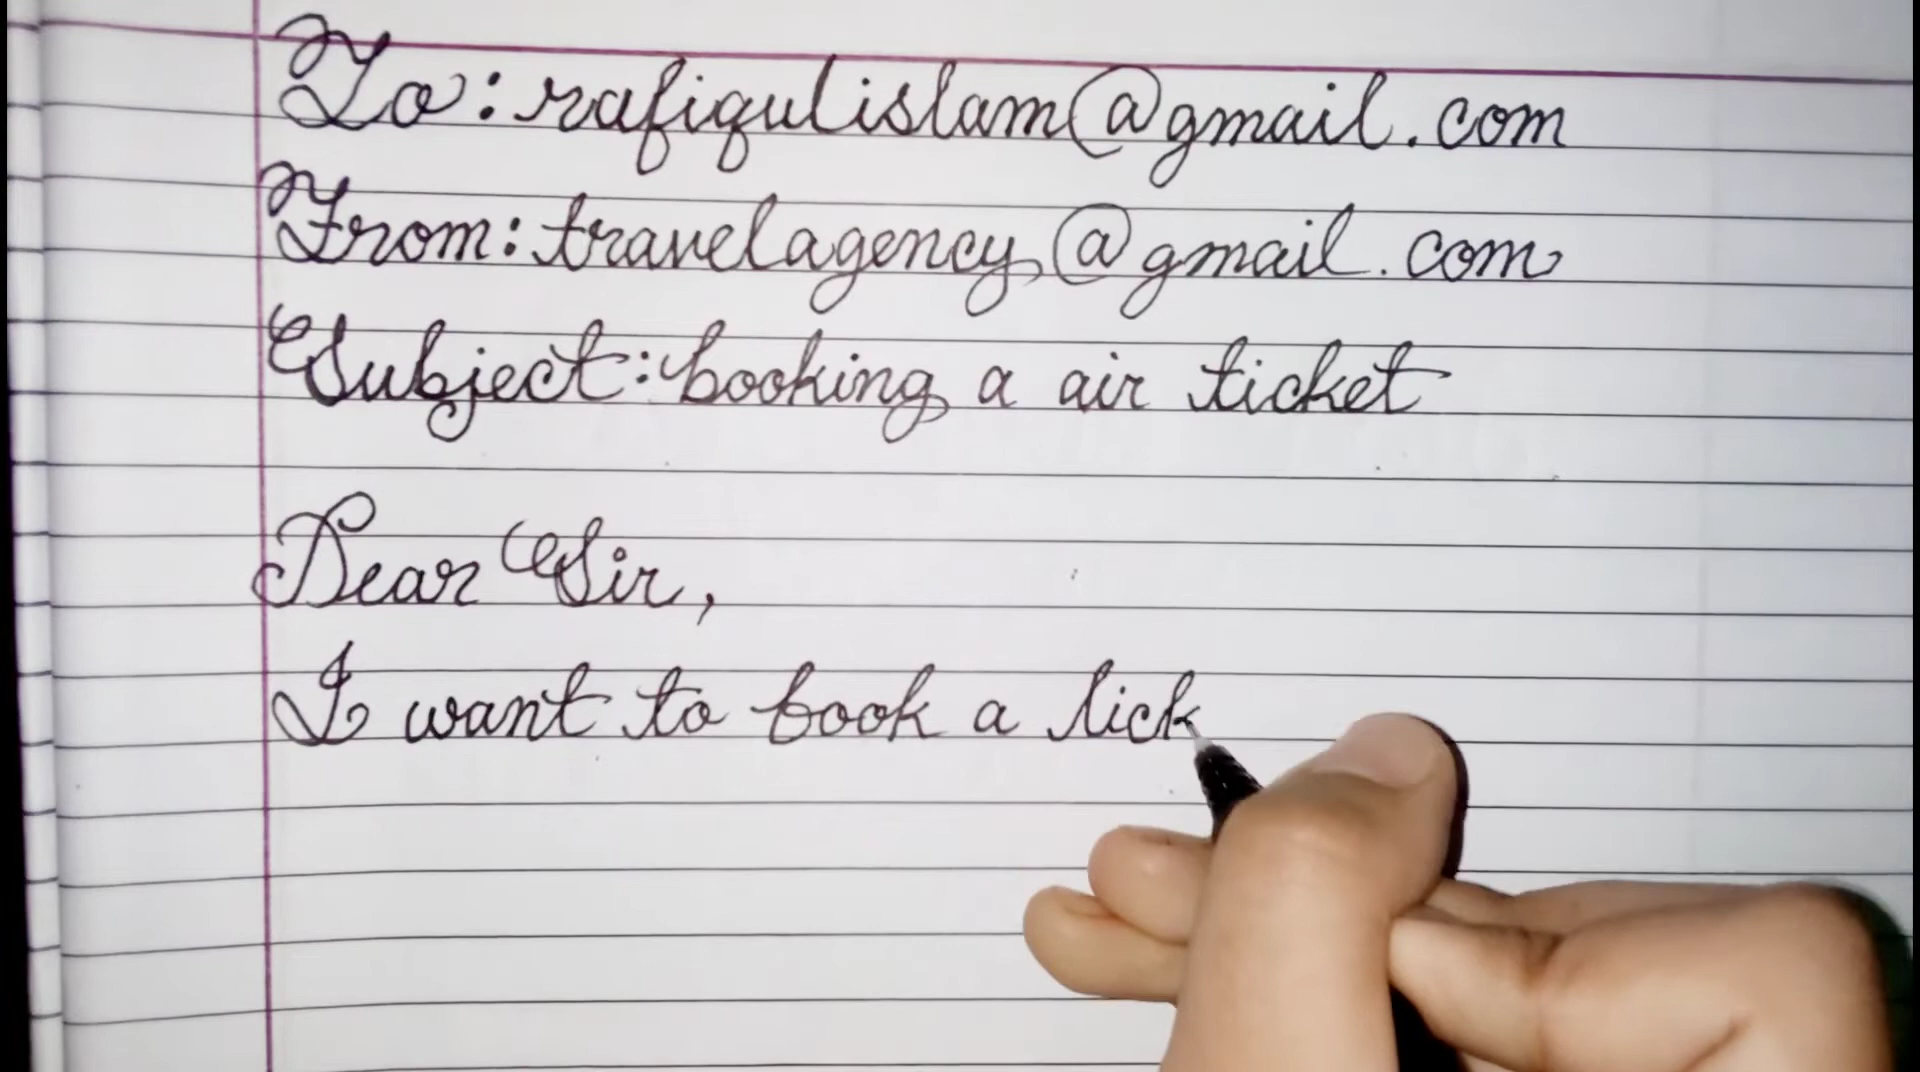 To: rafiqulislam@gmail.com
From: travelagency@gmail.com
Subject: booking a air ticket
Dear Sir,
I want to book a tick